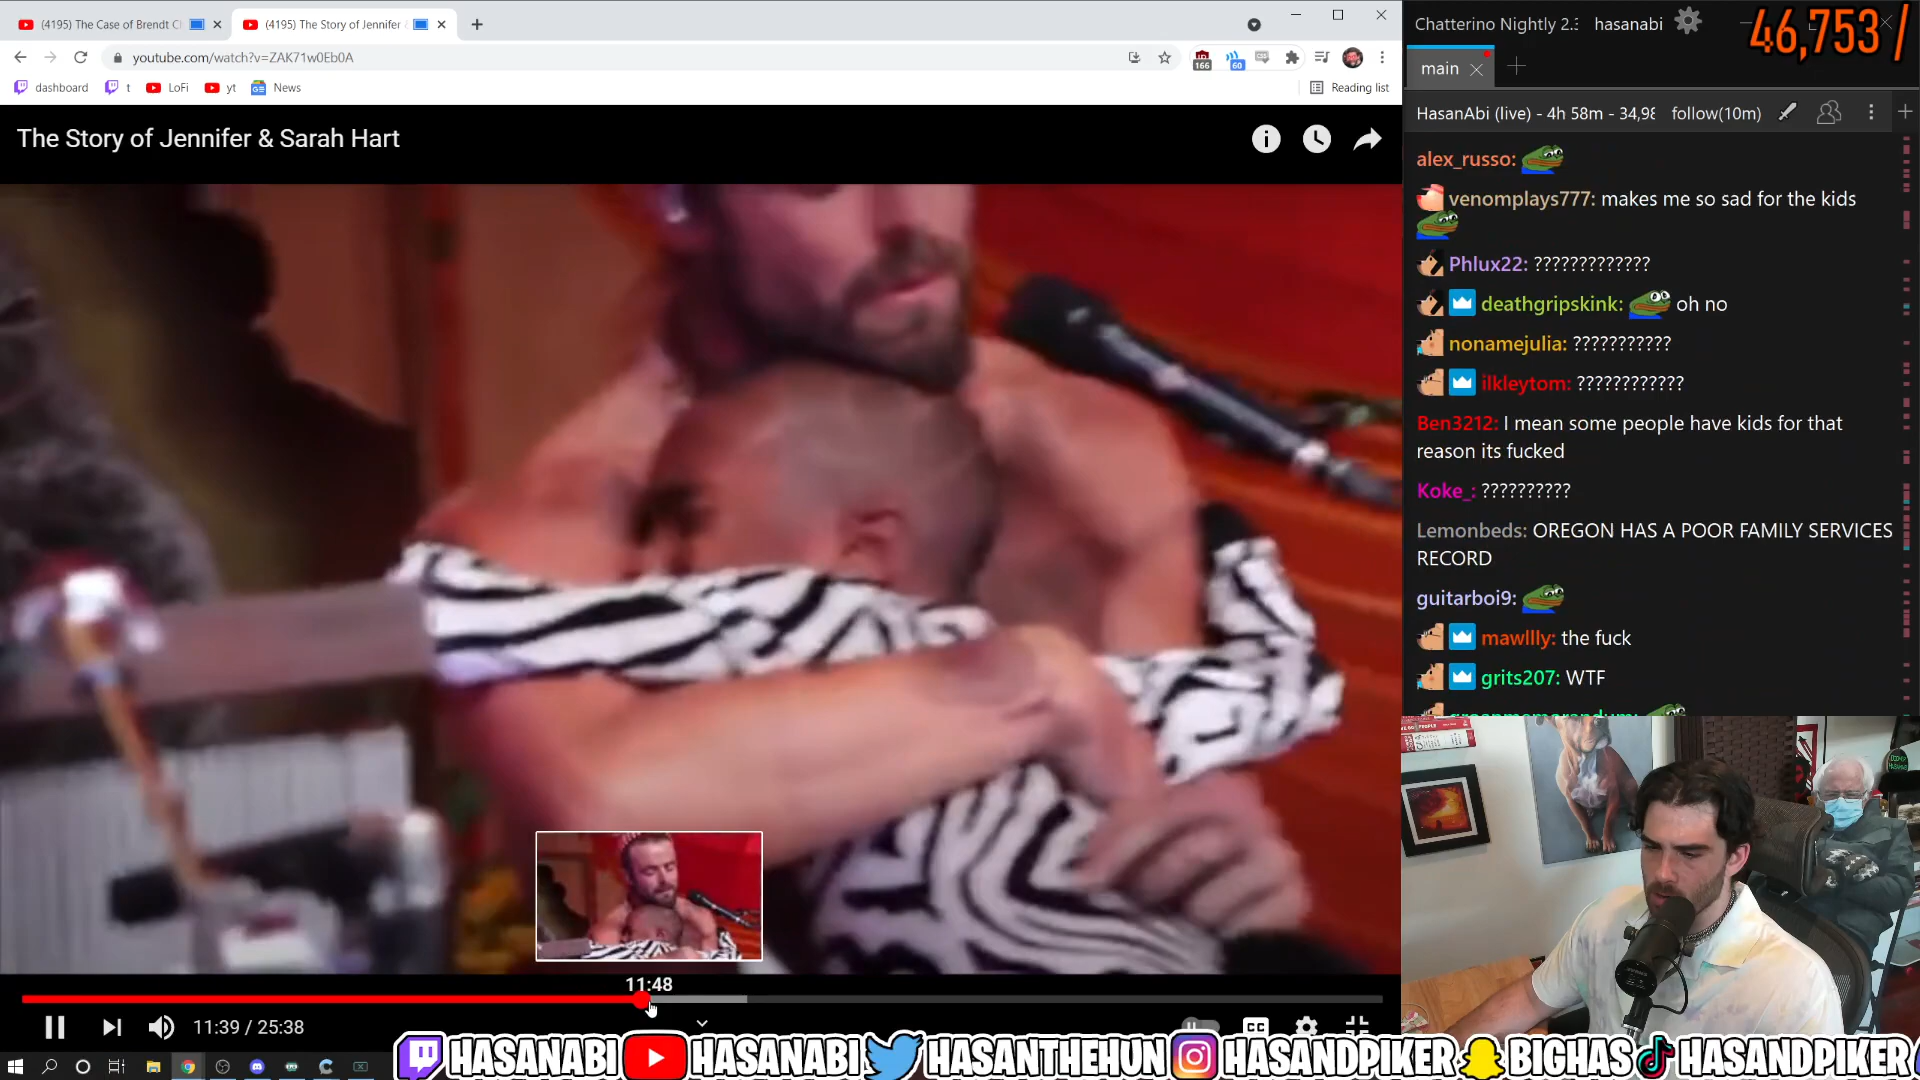 (4195) The Case of Brendt C
(4195) The Story of Jennifer
youtube.com/watch?v=ZAK71w0Eb0A
166
60
dashboard
t
LoFi
yt
News
Reading list
The Story of Jennifer & Sarah Hart
11:48
11:39 / 25:38
CC
Chatterino Nightly 2.
hasanabi
46,753 /
main
HasanAbi (live) - 4h 58m - 34,98
follow(10m)
alex_russo:
venomplays777: makes me so sad for the kids
Phlux22: ?????????????
deathgripskink: oh no
nonamejulia: ???????????
ilkleytom: ????????????
Ben3212: I mean some people have kids for that
reason its fucked
Koke_: ??????????
Lemonbeds: OREGON HAS A POOR FAMILY SERVICES
RECORD
guitarboi9:
mawllly: the fuck
grits207: WTF
HASANABI HASANABI HASANTHEHUN HASANDPIKER BIGHAS HASANDPIKER